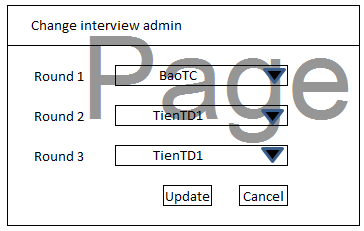 Change interview admin
Page
Round 1 BaoTC
Round 2 TienTD1
Round 3 TienTD1
Update Cancel